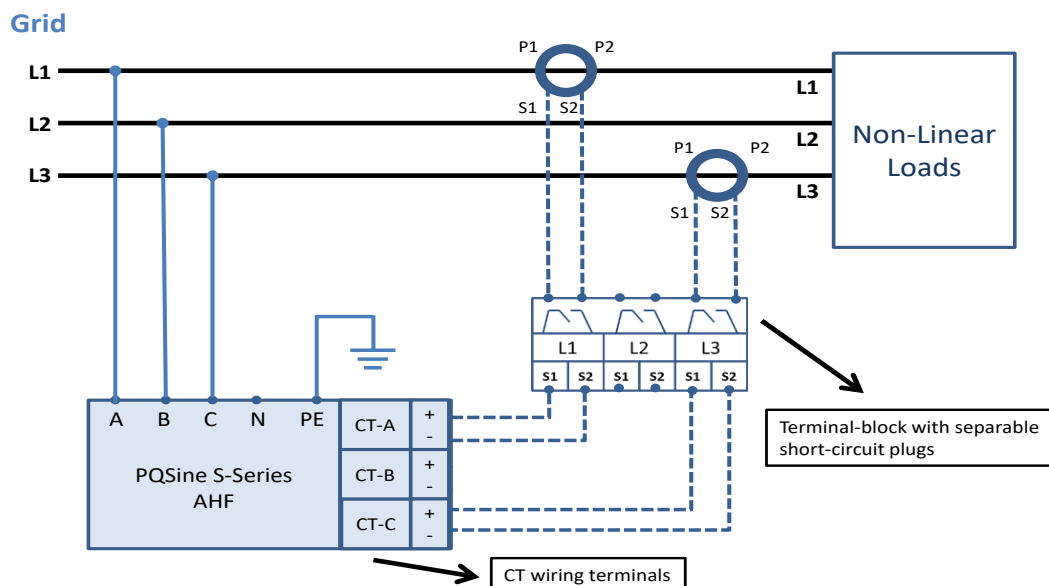 Grid
P1 P2
L1
L1
S1 S2
L2
L2
Non-Linear
Loads
P1 P2
L3
L3
S1 S2
L1 L2 L3
S1 S2 S1 S2 S1 S2
A B C N PE
CT-A + -
CT-B + -
CT-C + -
PQSine S-Series
AHF
Terminal-block with separable
short-circuit plugs
CT wiring terminals